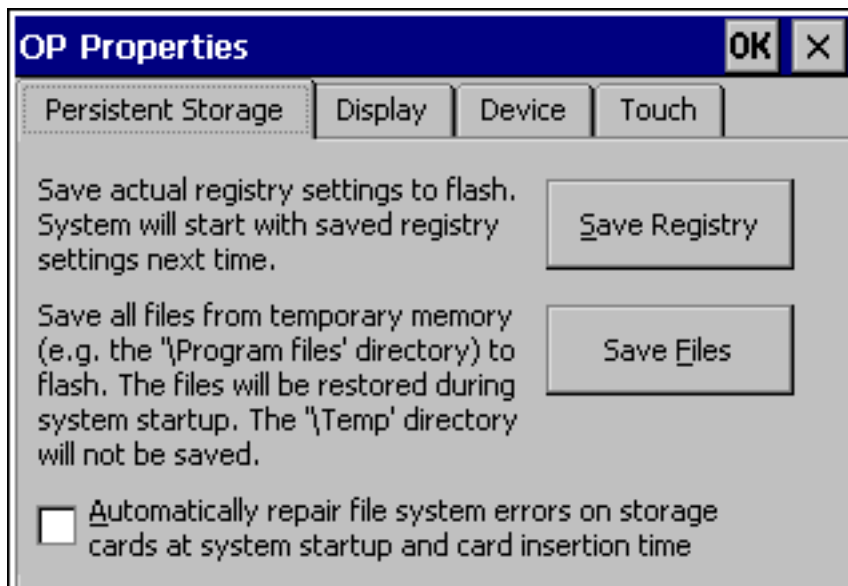 OP Properties OK ×
Persistent Storage Display Device Touch
Save actual registry settings to flash.
System will start with saved registry
settings next time.
Save Registry
Save all files from temporary memory
(e.g. the '\Program files' directory) to
flash. The files will be restored during
system startup. The '\Temp' directory
will not be saved.
Save Files
Automatically repair file system errors on storage
cards at system startup and card insertion time